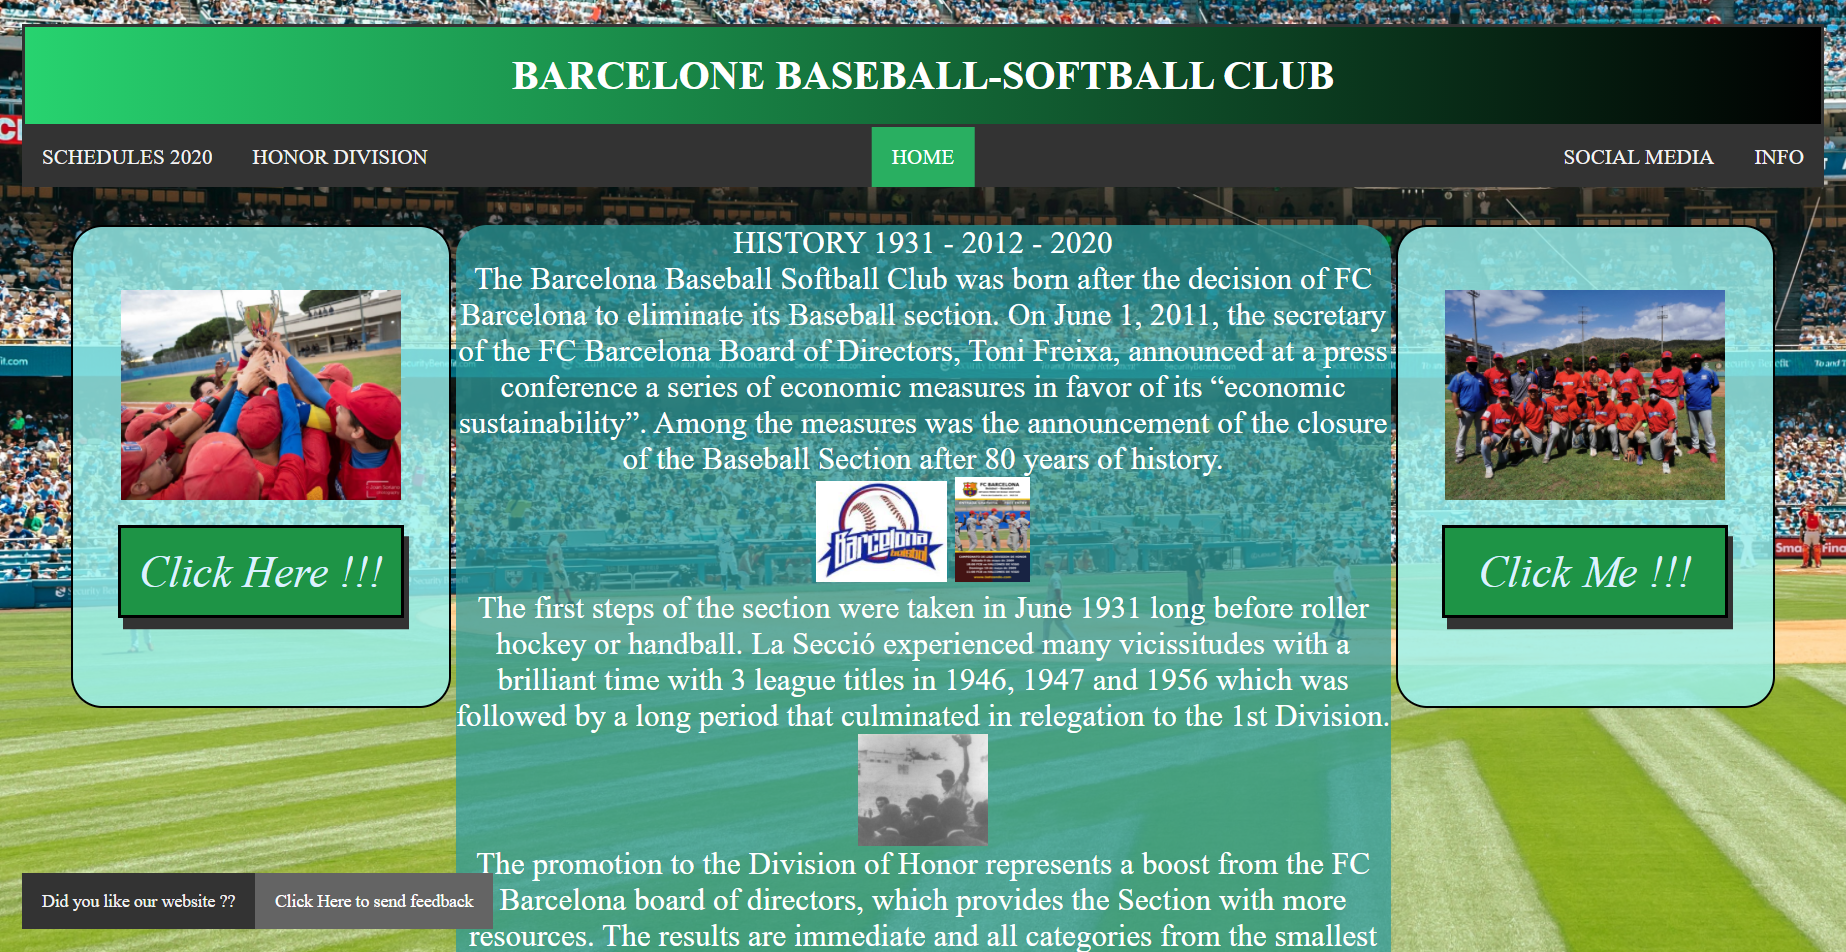 BARCELONE BASEBALL-SOFTBALL CLUB
SCHEDULES 2020
HONOR DIVISION
HOME
SOCIAL MEDIA
INFO
HISTORY 1931 - 2012 - 2020
The Barcelona Baseball Softball Club was born after the decision of FC
Barcelona to eliminate its Baseball section. On June 1, 2011, the secretary
of the FC Barcelona Board of Directors, Toni Freixa, announced at a press
conference a series of economic measures in favor of its “economic
sustainability”. Among the measures was the announcement of the closure
of the Baseball Section after 80 years of history.
Barcelona
FC BARCELONA
The first steps of the section were taken in June 1931 long before roller
hockey or handball. La Secció experienced many vicissitudes with a
brilliant time with 3 league titles in 1946, 1947 and 1956 which was
followed by a long period that culminated in relegation to the 1st Division.
The promotion to the Division of Honor represents a boost from the FC
Barcelona board of directors, which provides the Section with more
resources. The results are immediate and all categories from the smallest
Click Here !!!
Click Me !!!
Did you like our website ??
Click Here to send feedback